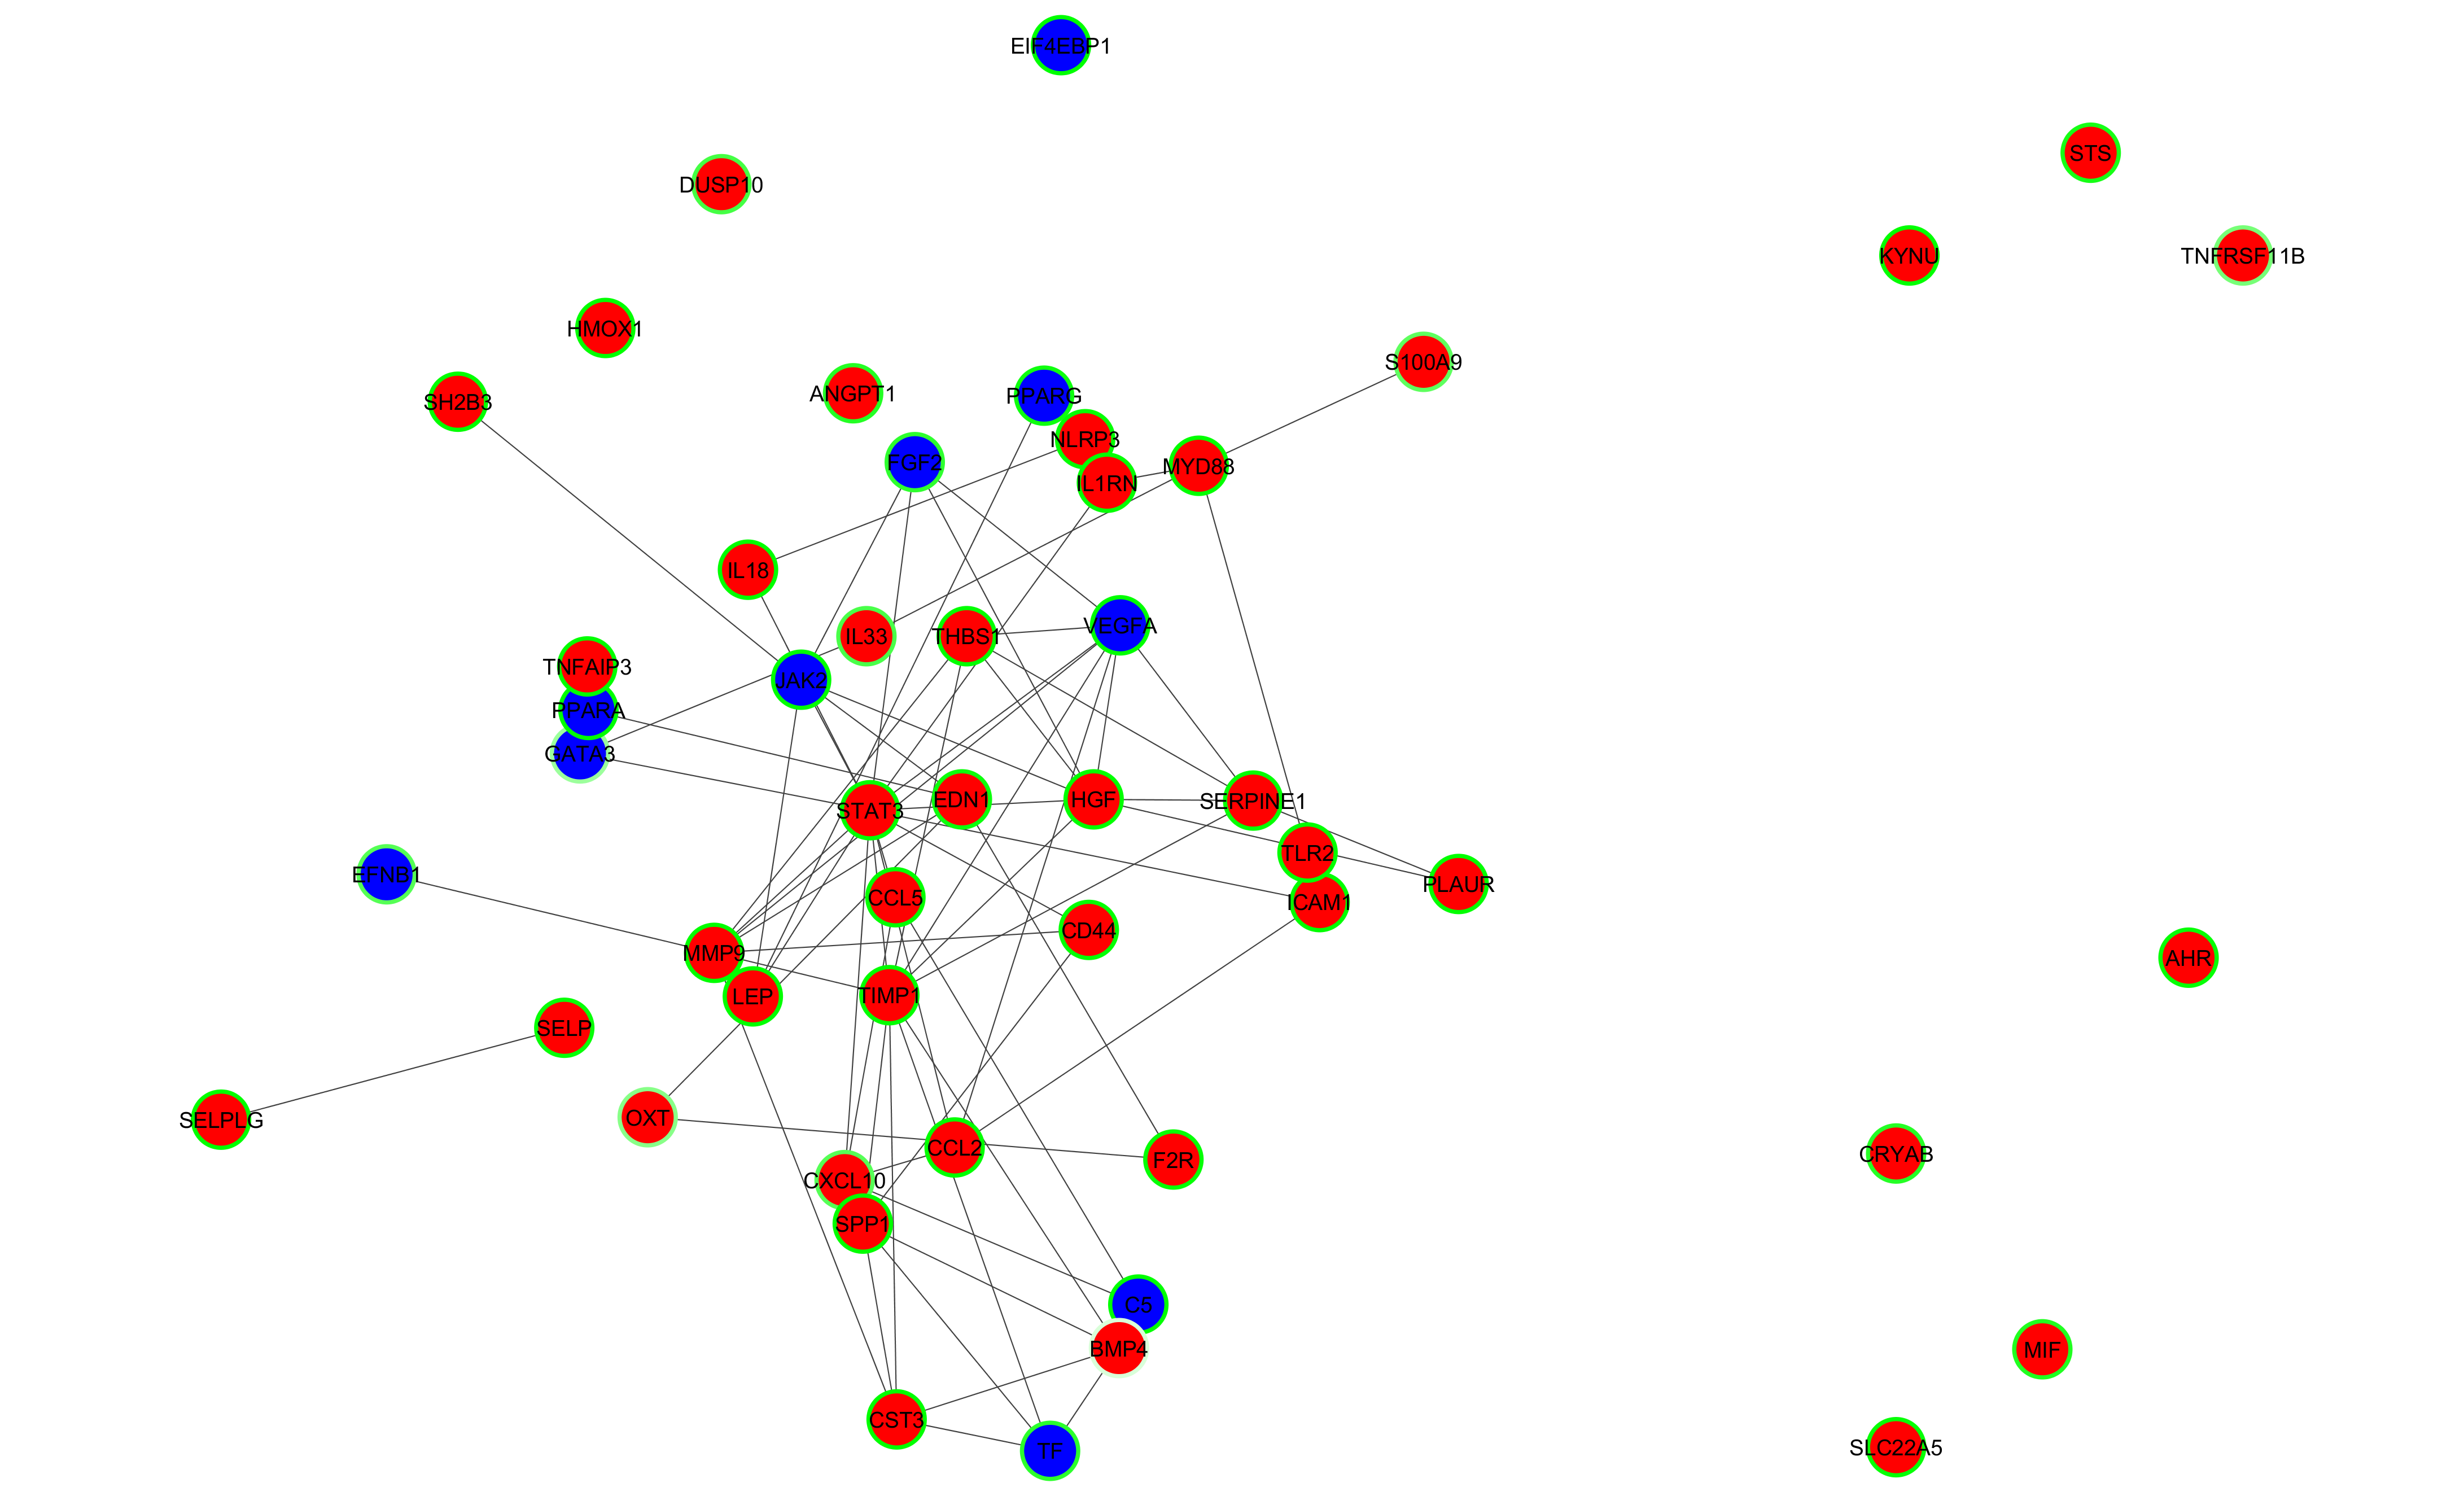 EIF4EBP1
STS
DUSP10
KYNU
TNFRSF11B
HMOX1
S100A9
ANGPT1
PPARG
SH2B3
NLRP3
FGF2
MYD88
IL1RN
IL18
VEGFA
IL33
THBS1
TNFAIP3
JAK2
PPARA
GATA3
EDN1
HGF
SERPINE1
STAT3
TLR2
EFNB1
PLAUR
CCL5
ICAM1
CD44
MMP9
AHR
LEP
TIMP1
SELP
OXT
SELPLG
CCL2
CRYAB
F2R
CXCL10
SPP1
C5
BMP4
MIF
CST3
SLC22A5
TF